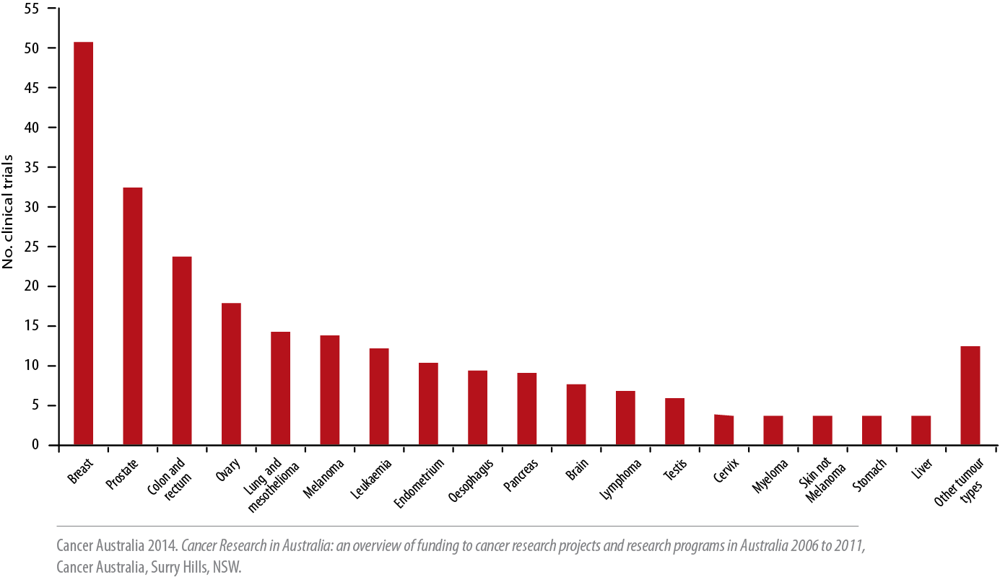 No. clinical trials
55
50
45
40
35
30
25
20
15
10
5
0
Breast
Prostate
Colon and
rectum
Ovary
Lung and
mesothelioma
Melanoma
Leukaemia
Endometrium
Oesophagus
Pancreas
Brain
Lymphoma
Testis
Cervix
Myeloma
Skin not
Melanoma
Stomach
Liver
Other tumour
types
Cancer Australia 2014. Cancer Research in Australia: an overview of funding to cancer research projects and research programs in Australia 2006 to 2011,
Cancer Australia, Surry Hills, NSW.